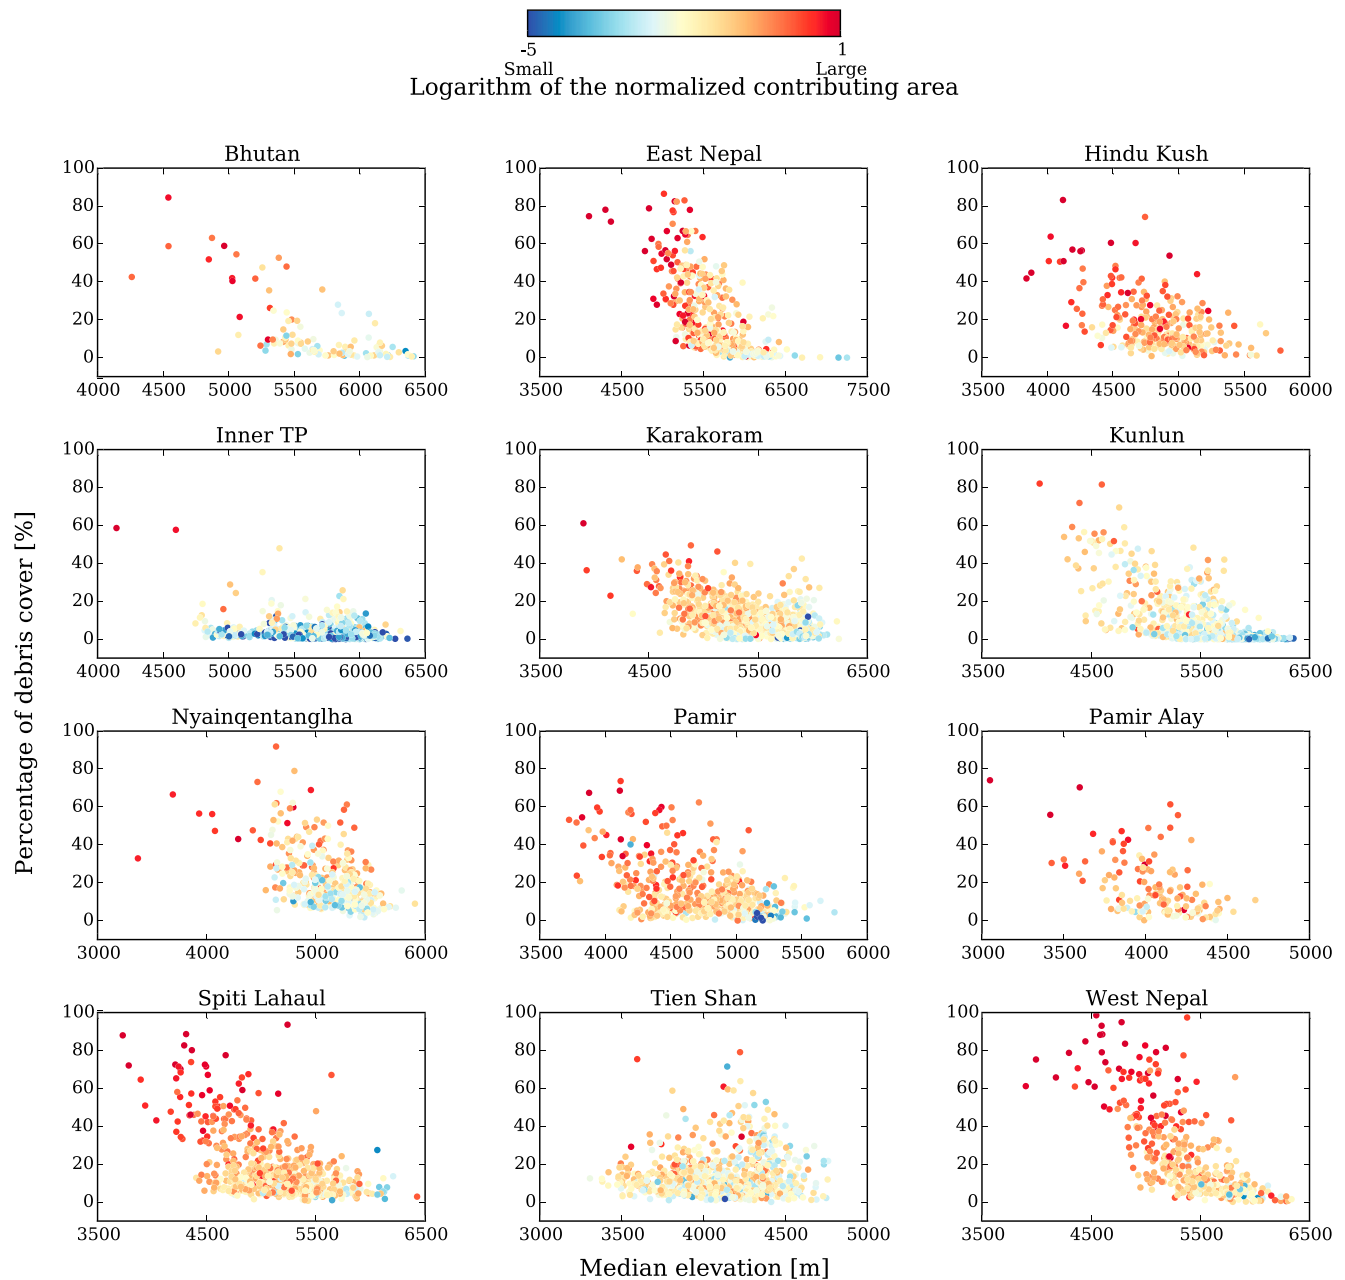 -5 1
Small Large
Logarithm of the normalized contributing area
Bhutan East Nepal Hindu Kush
100 100 100
80 80 80
60 60 60
40 40 40
20 20 20
0 0 0
4000 4500 5000 5500 6000 6500 3500 4500 5500 6500 7500 3500 4000 4500 5000 5500 6000
Inner TP Karakoram Kunlun
100 100 100
80 80 80
60 60 60
40 40 40
20 20 20
0 0 0
4000 4500 5000 5500 6000 6500 3500 4500 5500 6500 3500 4500 5500 6500
Percentage of debris cover [%]
Nyainqentanglha Pamir Pamir Alay
100 100 100
80 80 80
60 60 60
40 40 40
20 20 20
0 0 0
3000 4000 5000 6000 3500 4000 4500 5000 5500 6000 3000 3500 4000 4500 5000
Spiti Lahaul Tien Shan West Nepal
100 100 100
80 80 80
60 60 60
40 40 40
20 20 20
0 0 0
3500 4500 5500 6500 3000 3500 4000 4500 5000 3500 4500 5500 6500
Median elevation [m]